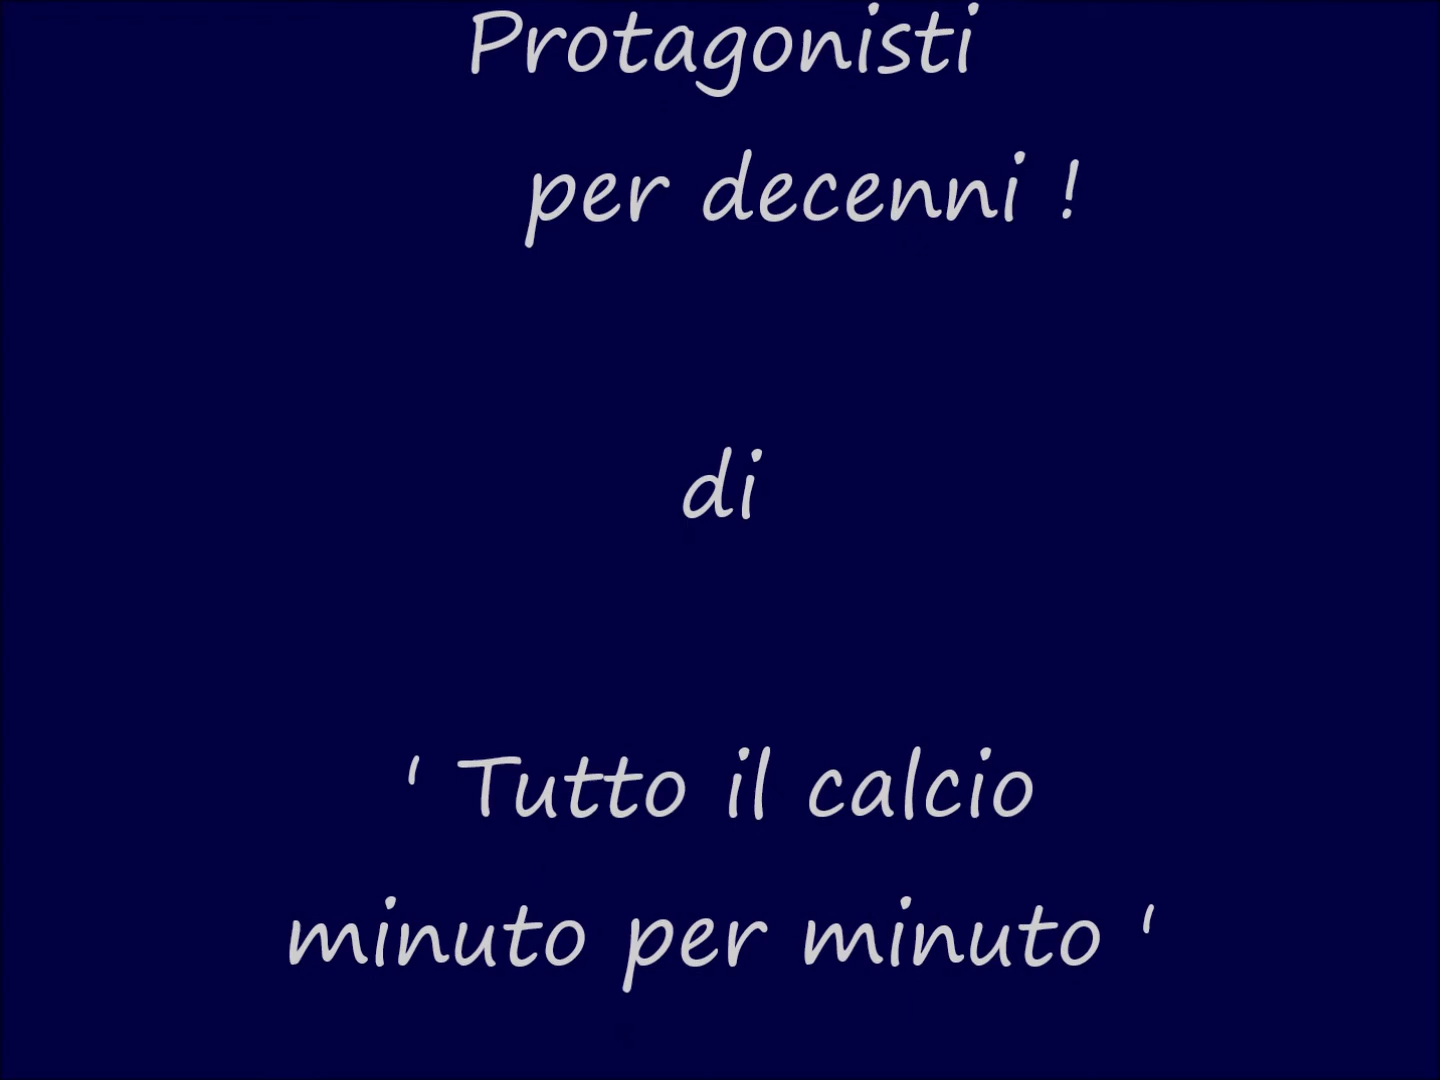 Protagonisti
per decenni !
di
' Tutto il calcio
minuto per minuto '